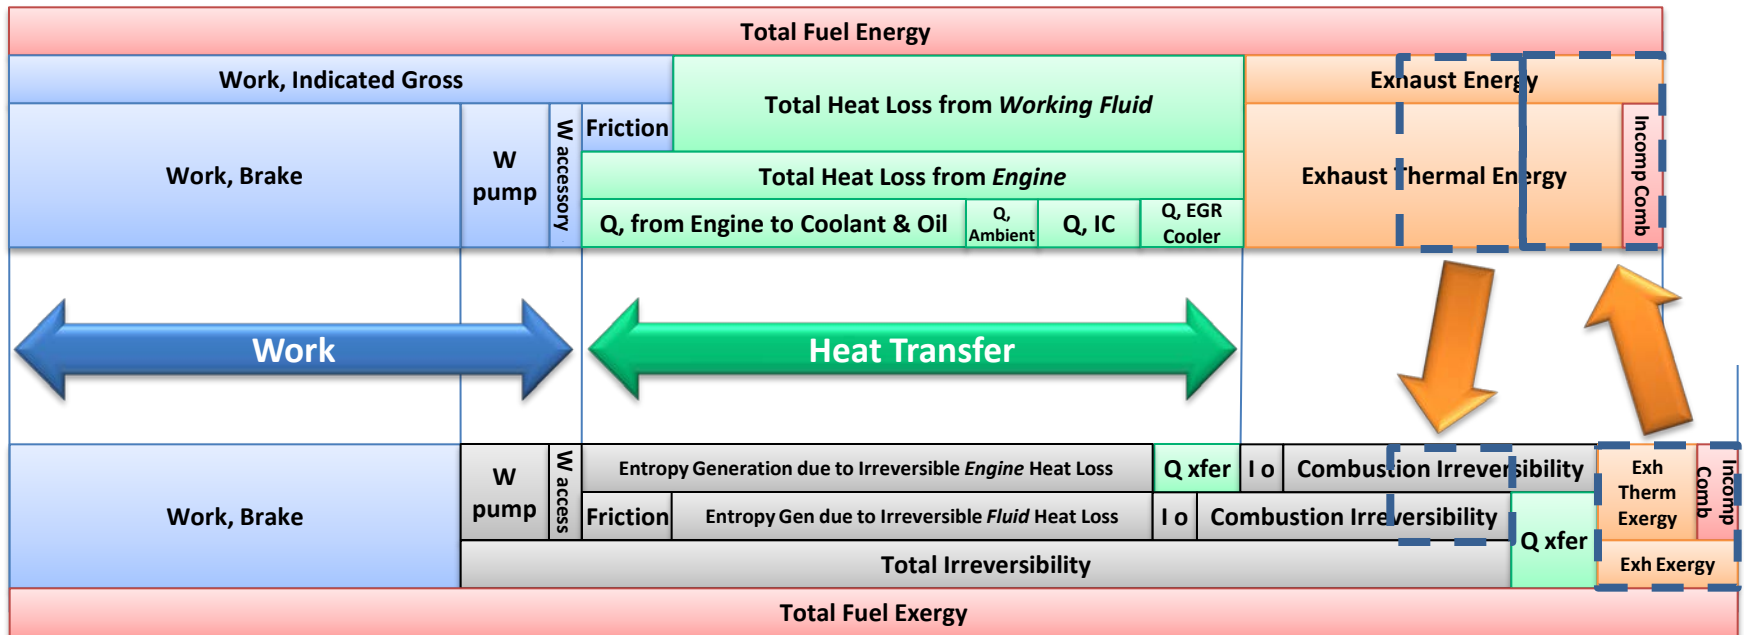 Total Fuel Energy
Work, Indicated Gross
Total Heat Loss from Working Fluid
Exhaust Energy
Work, Brake
W
pump
W accessory
Friction
Total Heat Loss from Engine
Q, from Engine to Coolant & Oil
Q,
Ambient
Q, IC
Q, EGR
Cooler
Exhaust Thermal Energy
Incomp Comb
Work
Heat Transfer
Work, Brake
W
pump
W access
Entropy Generation due to Irreversible Engine Heat Loss
Q xfer
I o
Combustion Irreversibility
Exh
Therm
Exergy
Incomp
Comb
Friction
Entropy Gen due to Irreversible Fluid Heat Loss
I o
Combustion Irreversibility
Q xfer
Total Irreversibility
Exh Exergy
Total Fuel Exergy